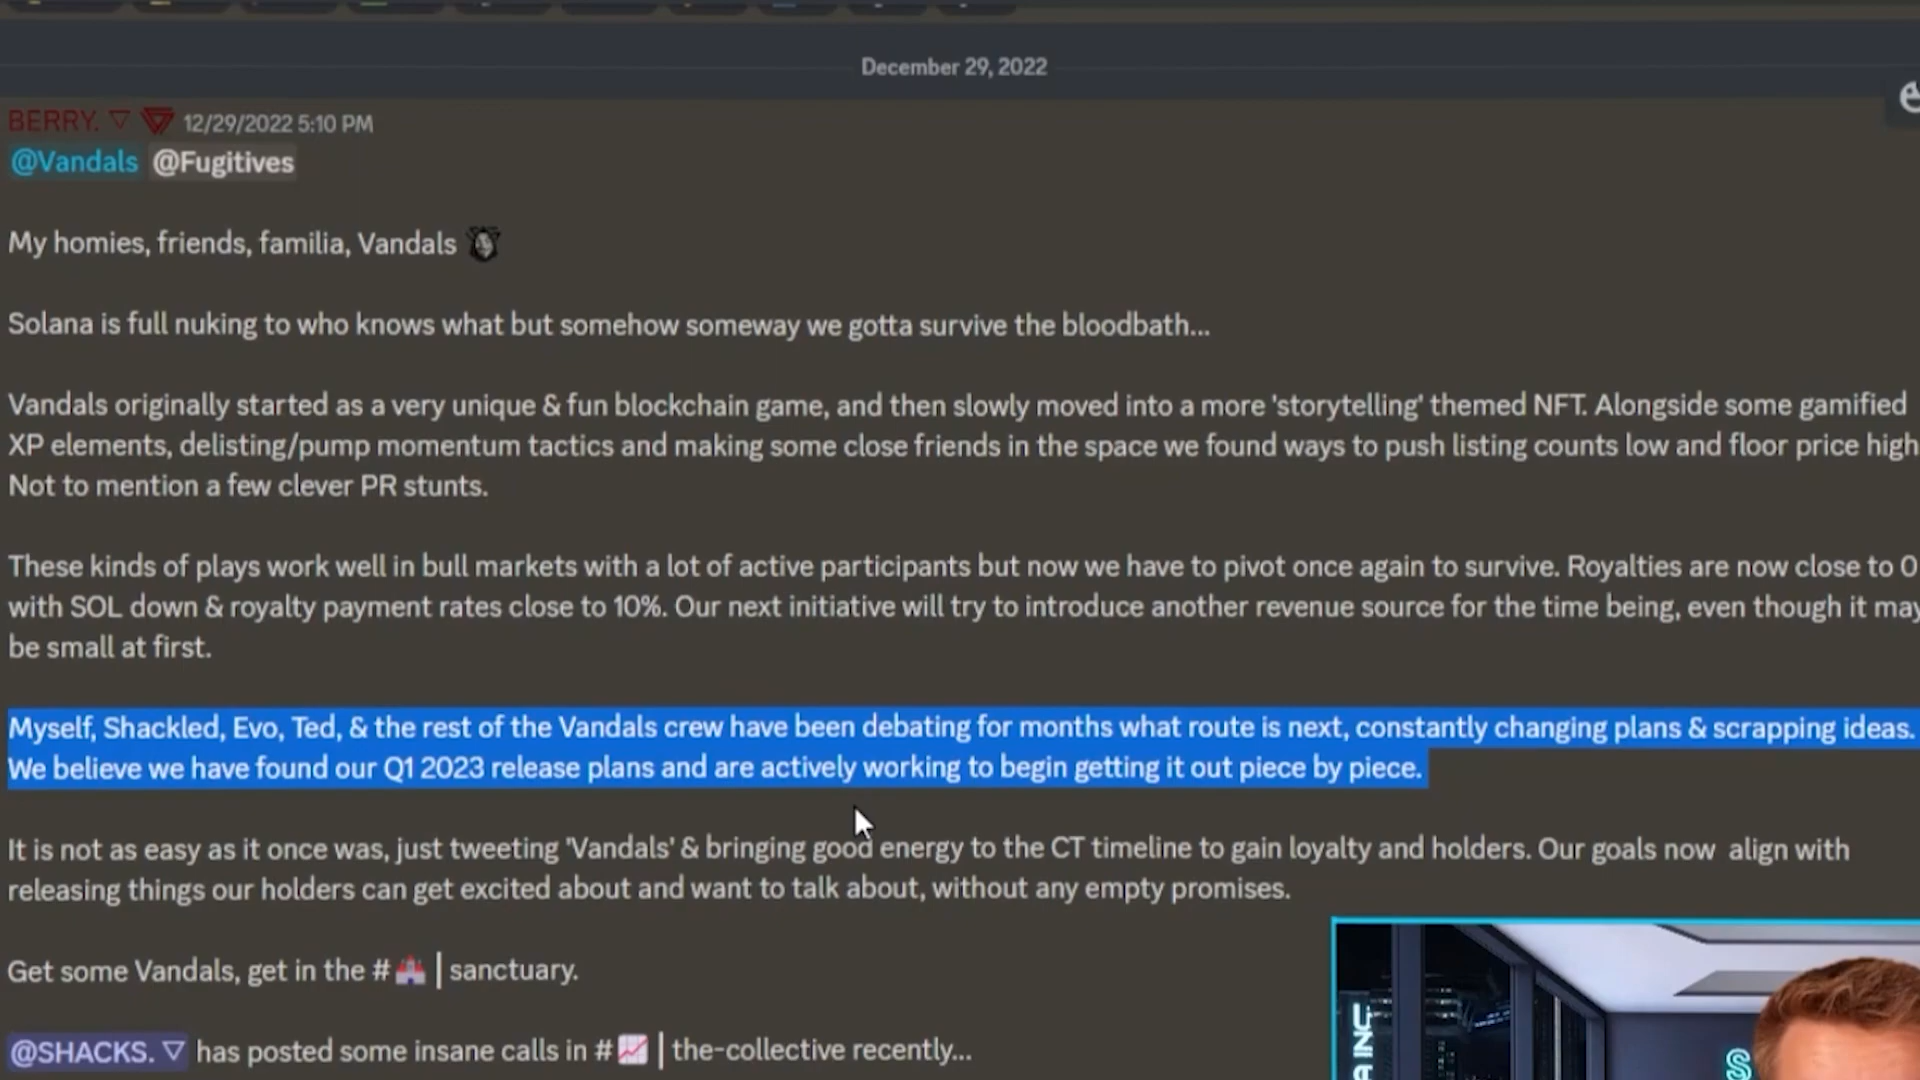 December 29, 2022
BERRY. ▽ 12/29/2022 5:10 PM
@Vandals @Fugitives
My homies, friends, familia, Vandals
Solana is full nuking to who knows what but somehow someway we gotta survive the bloodbath...
Vandals originally started as a very unique & fun blockchain game, and then slowly moved into a more 'storytelling' themed NFT. Alongside some gamified
XP elements, delisting/pump momentum tactics and making some close friends in the space we found ways to push listing counts low and floor price high
Not to mention a few clever PR stunts.
These kinds of plays work well in bull markets with a lot of active participants but now we have to pivot once again to survive. Royalties are now close to 0
with SOL down & royalty payment rates close to 10%. Our next initiative will try to introduce another revenue source for the time being, even though it may
be small at first.
Myself, Shackled, Evo, Ted, & the rest of the Vandals crew have been debating for months what route is next, constantly changing plans & scrapping ideas.
We believe we have found our Q1 2023 release plans and are actively working to begin getting it out piece by piece.
It is not as easy as it once was, just tweeting 'Vandals' & bringing good energy to the CT timeline to gain loyalty and holders. Our goals now align with
releasing things our holders can get excited about and want to talk about, without any empty promises.
Get some Vandals, get in the #🏰 | sanctuary.
@SHACKS. ▽ has posted some insane calls in #📈 | the-collective recently...